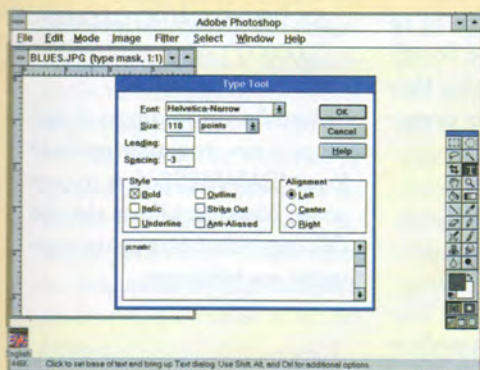 Adobe Photoshop
File Edit Mode Image Filter Select Window Help
BLUES.JPG (type mask, 1:1)
Type Tool
Font: Helvetica-Narrow
OK
Size: 110 points
Cancel
Leading:
Help
Spacing: -3
Style
Alignment
Bold Outline
Left
Italic Strike Out
Center
Underline Anti-Aliased
Right
English
Click to set base of text and bring up Text dialog. Use Shift, Alt, and Ctrl for additional options.